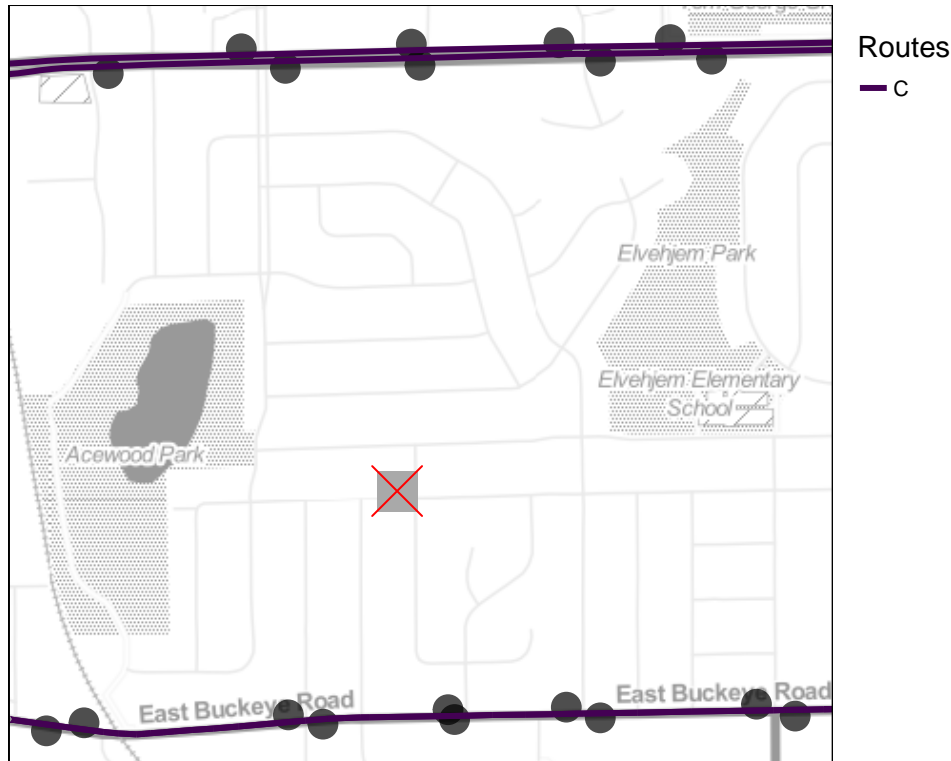 Routes
C
Elvehjem Park
Elvehjem Elementary
School
Acewood Park
East Buckeye Road
East Buckeye Road